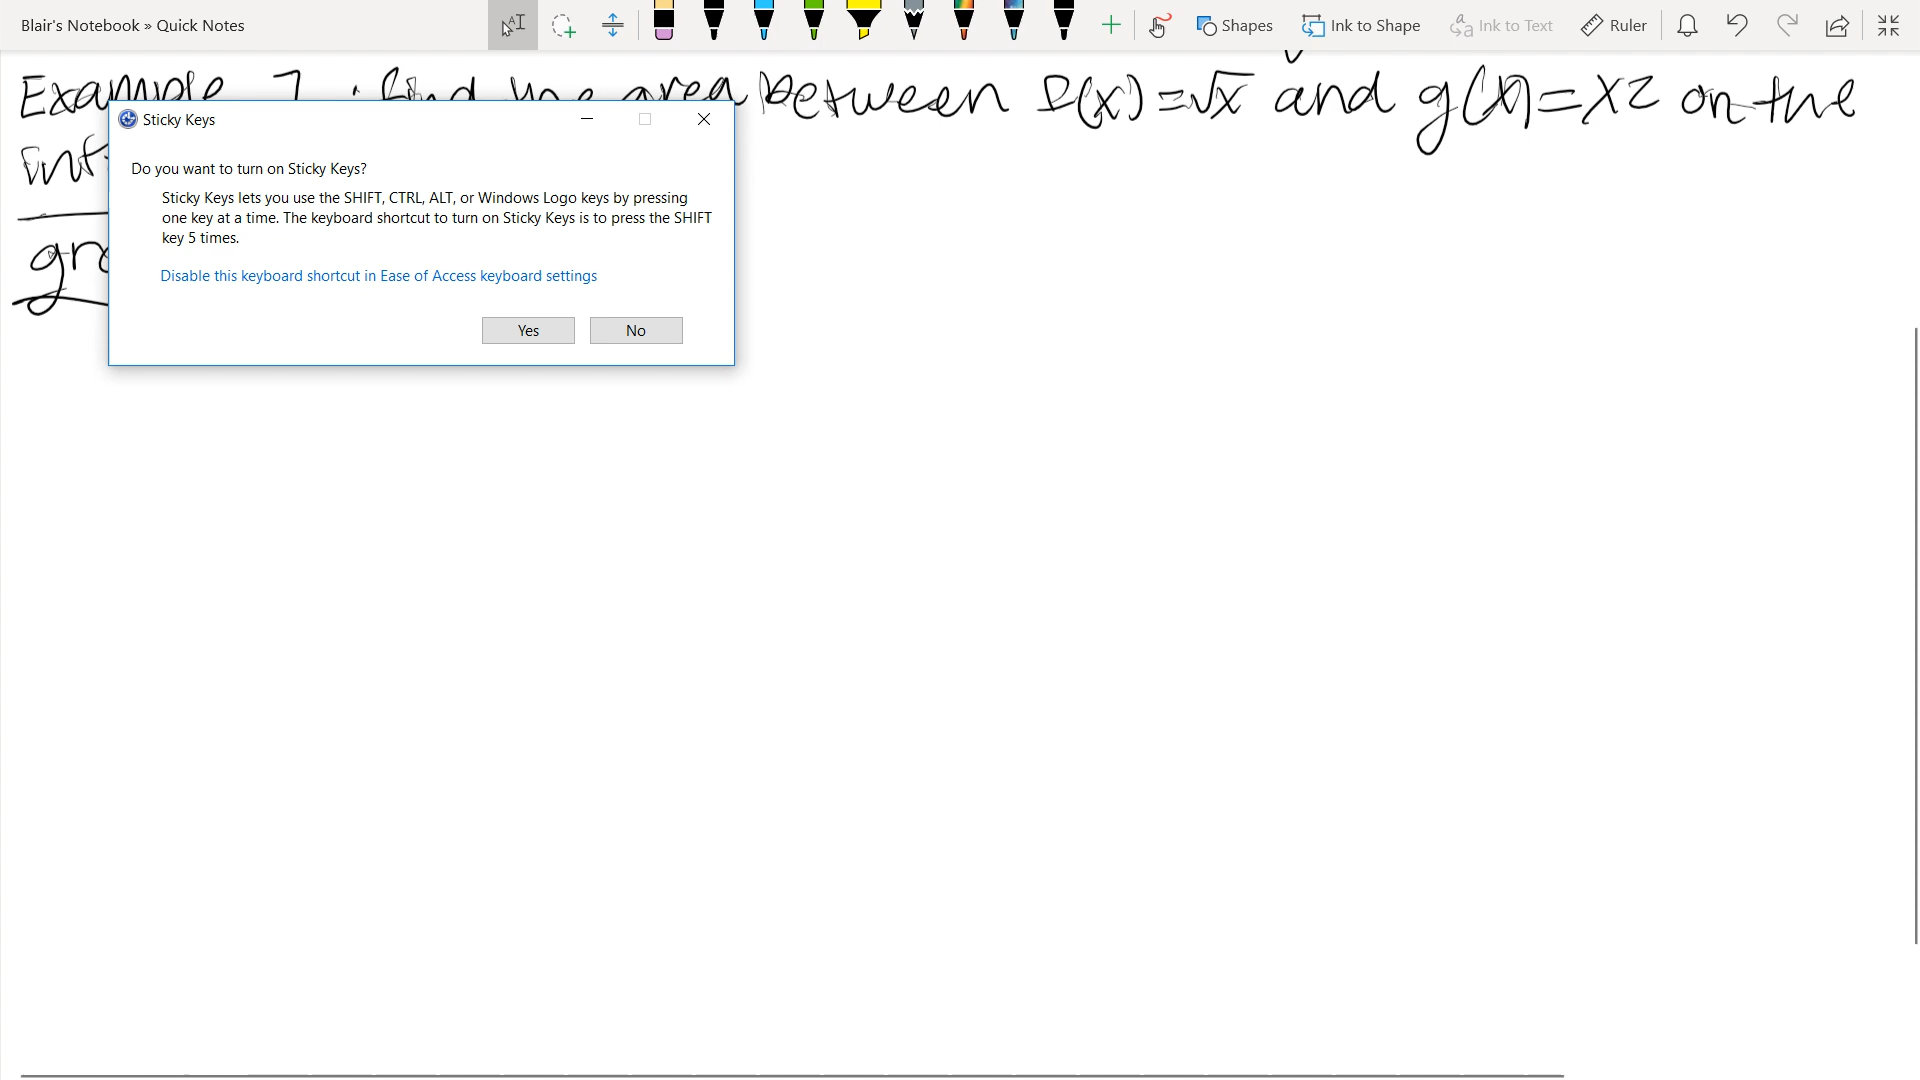 Blair's Notebook » Quick Notes
Shapes
Ink to Shape
Ink to Text
Ruler
Example 7 : find the area between f(x)=√x and g(x)=x2 on the
Sticky Keys
Do you want to turn on Sticky Keys?
Sticky Keys lets you use the SHIFT, CTRL, ALT, or Windows Logo keys by pressing
one key at a time. The keyboard shortcut to turn on Sticky Keys is to press the SHIFT
key 5 times.
Disable this keyboard shortcut in Ease of Access keyboard settings
Yes
No